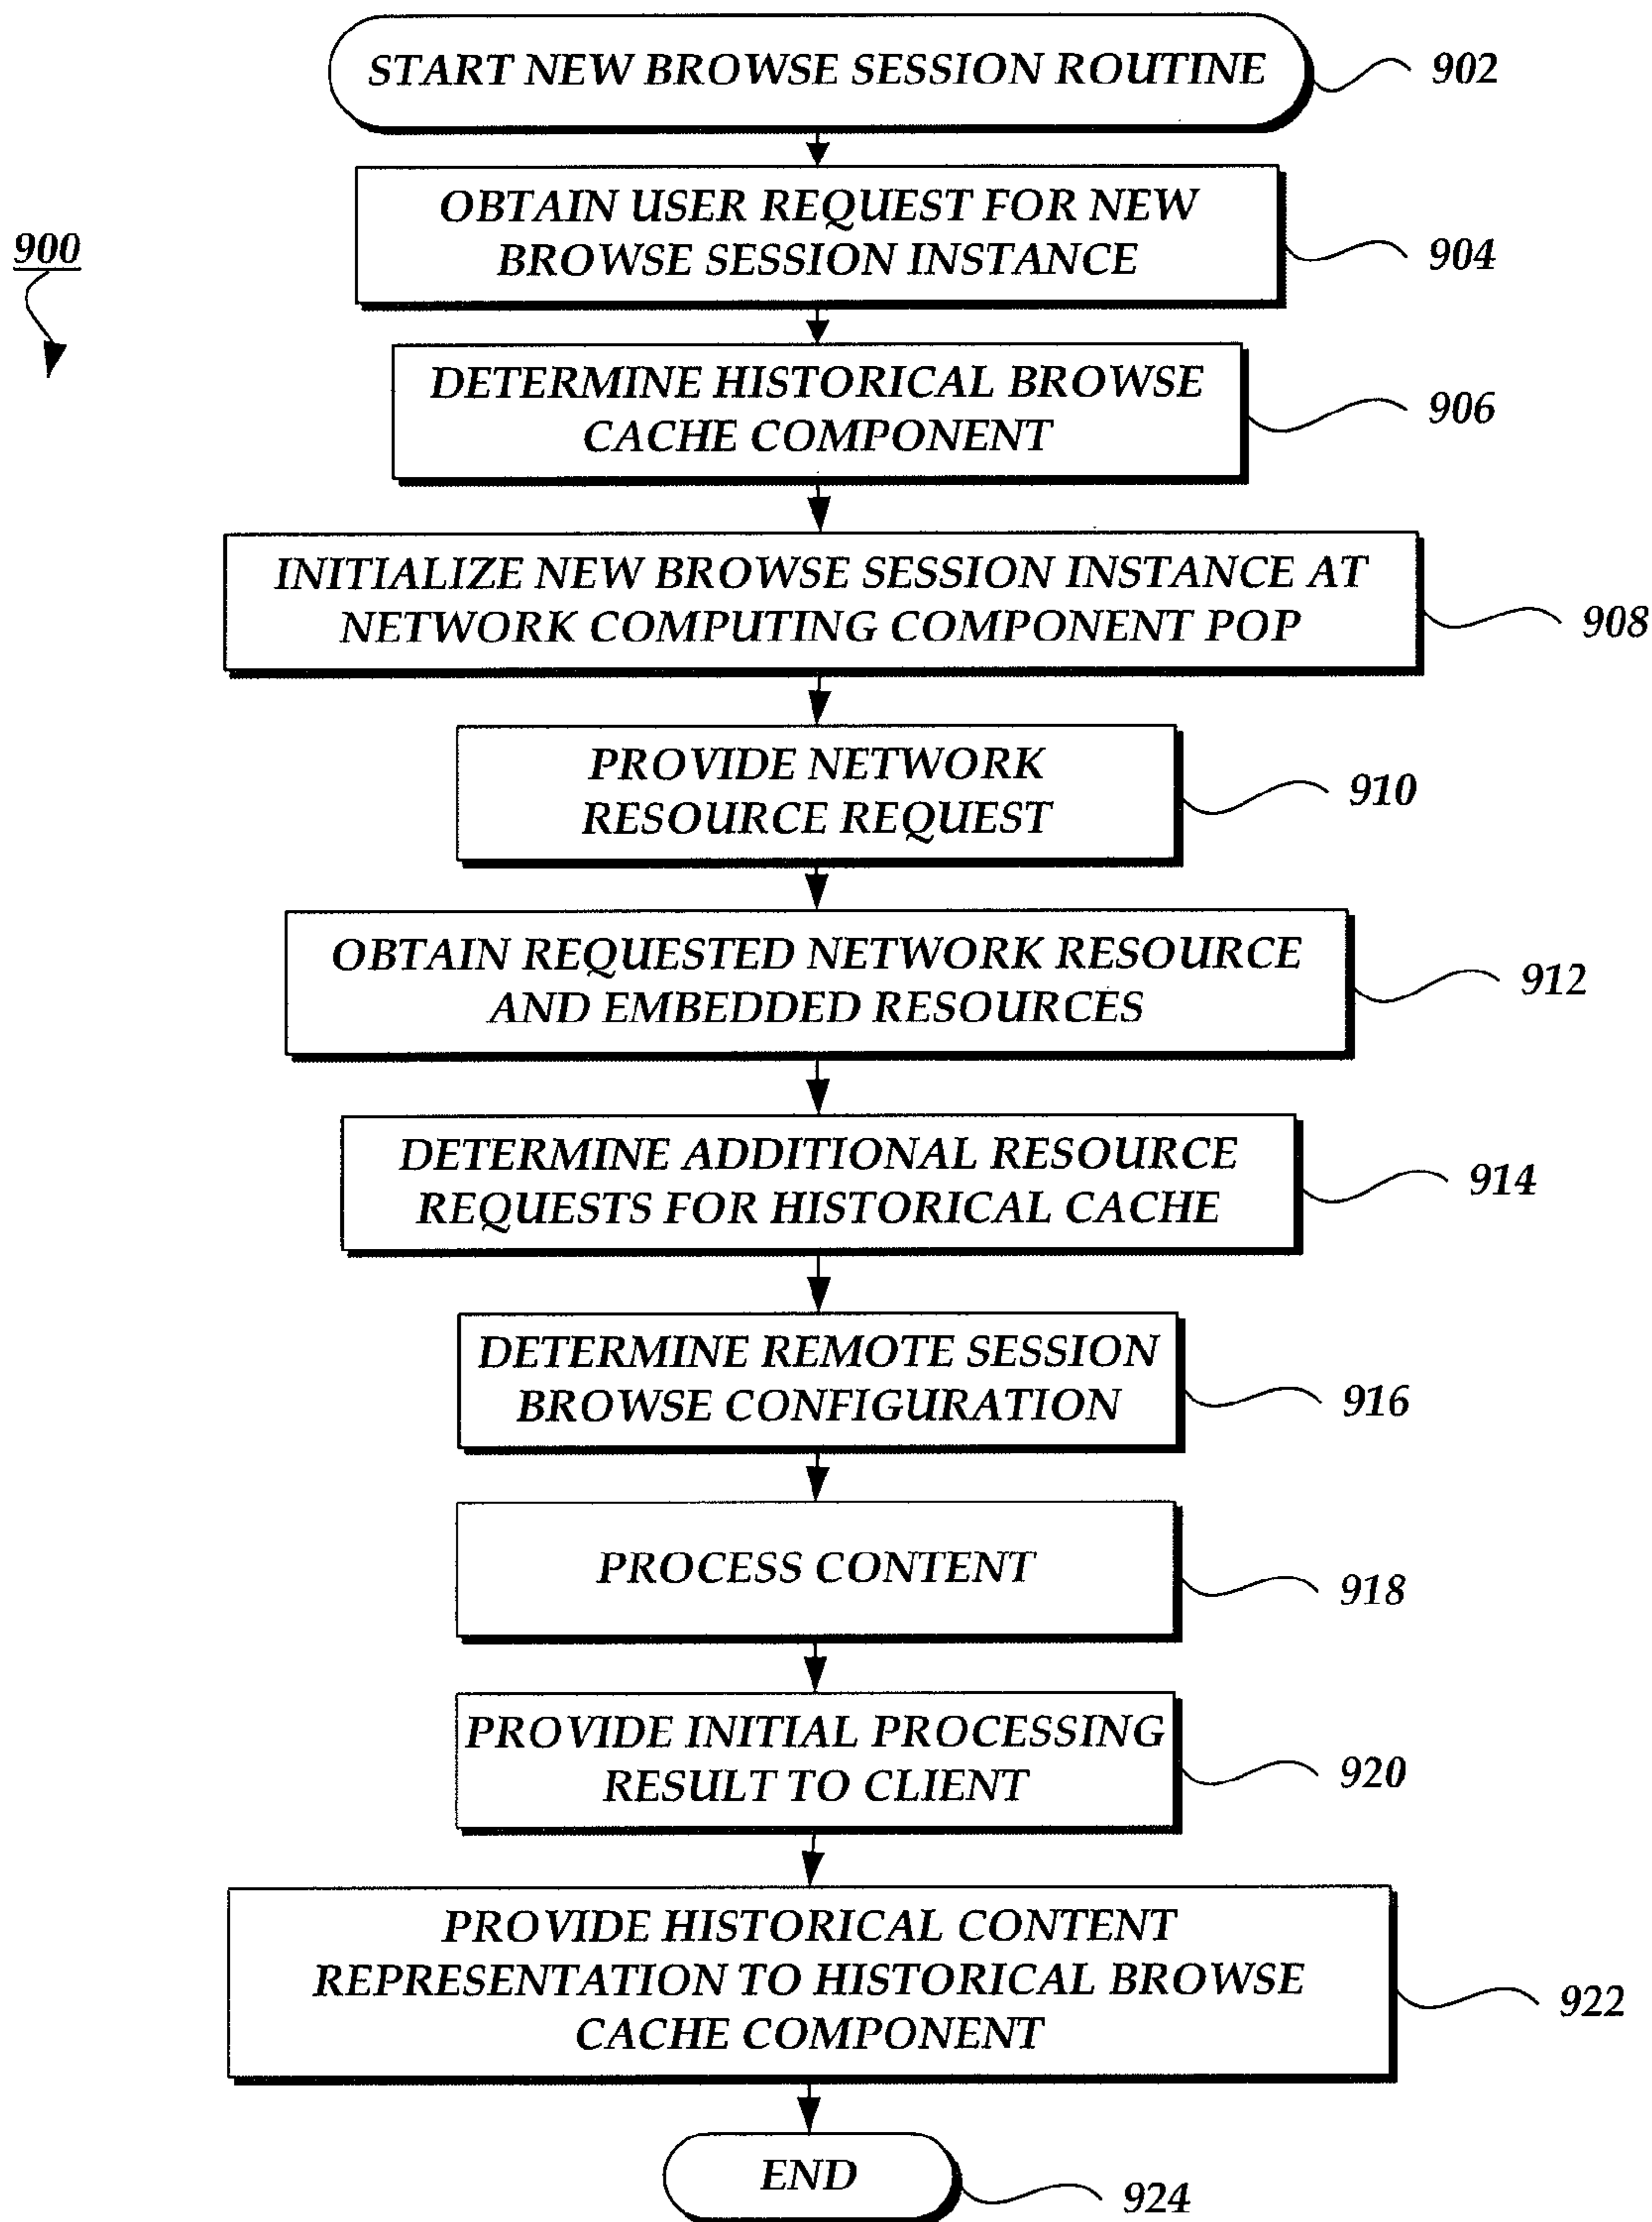 START NEW BROWSE SESSION ROUTINE
902
900
OBTAIN USER REQUEST FOR NEW
BROWSE SESSION INSTANCE
904
DETERMINE HISTORICAL BROWSE
CACHE COMPONENT
906
INITIALIZE NEW BROWSE SESSION INSTANCE AT
NETWORK COMPUTING COMPONENT POP
908
PROVIDE NETWORK
RESOURCE REQUEST
910
OBTAIN REQUESTED NETWORK RESOURCE
AND EMBEDDED RESOURCES
912
DETERMINE ADDITIONAL RESOURCE
REQUESTS FOR HISTORICAL CACHE
914
DETERMINE REMOTE SESSION
BROWSE CONFIGURATION
916
PROCESS CONTENT
918
PROVIDE INITIAL PROCESSING
RESULT TO CLIENT
920
PROVIDE HISTORICAL CONTENT
REPRESENTATION TO HISTORICAL BROWSE
CACHE COMPONENT
922
END
924